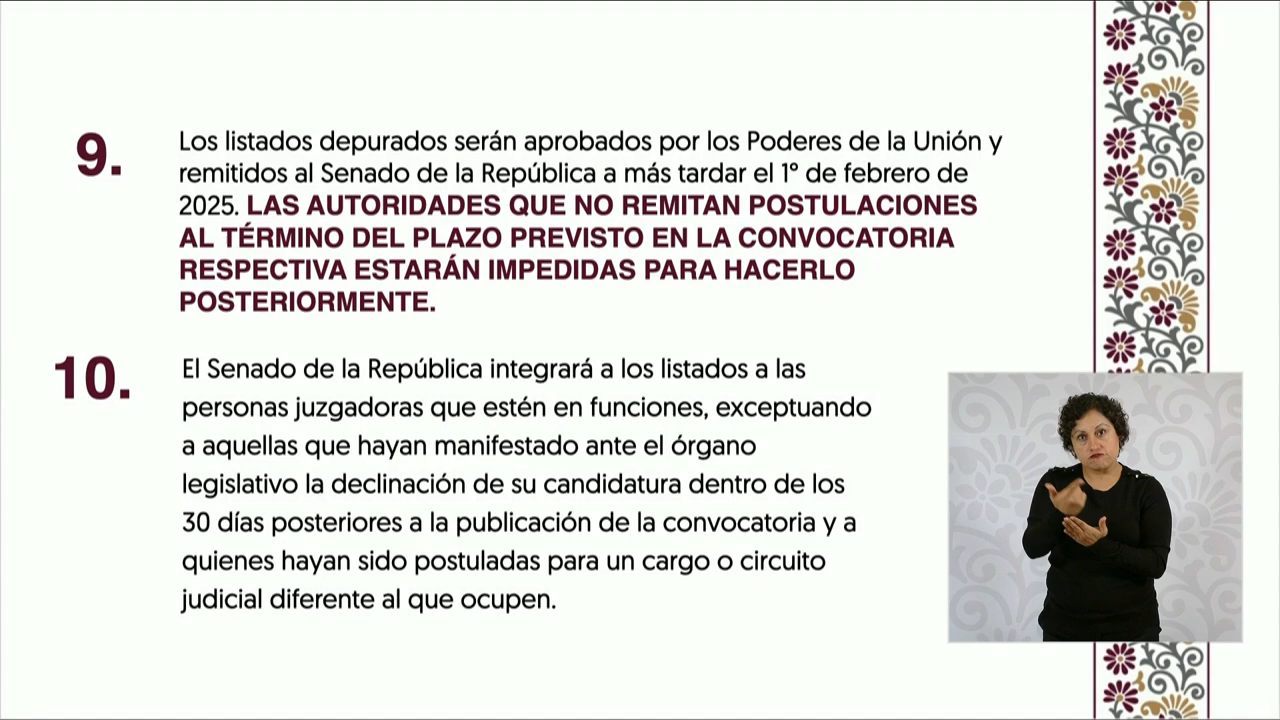 9.
Los listados depurados serán aprobados por los Poderes de la Unión y
remitidos al Senado de la República a más tardar el 1° de febrero de
2025. LAS AUTORIDADES QUE NO REMITAN POSTULACIONES
AL TÉRMINO DEL PLAZO PREVISTO EN LA CONVOCATORIA
RESPECTIVA ESTARÁN IMPEDIDAS PARA HACERLO
POSTERIORMENTE.
10.
El Senado de la República integrará a los listados a las
personas juzgadoras que estén en funciones, exceptuando
a aquellas que hayan manifestado ante el órgano
legislativo la declinación de su candidatura dentro de los
30 días posteriores a la publicación de la convocatoria y a
quienes hayan sido postuladas para un cargo o circuito
judicial diferente al que ocupen.